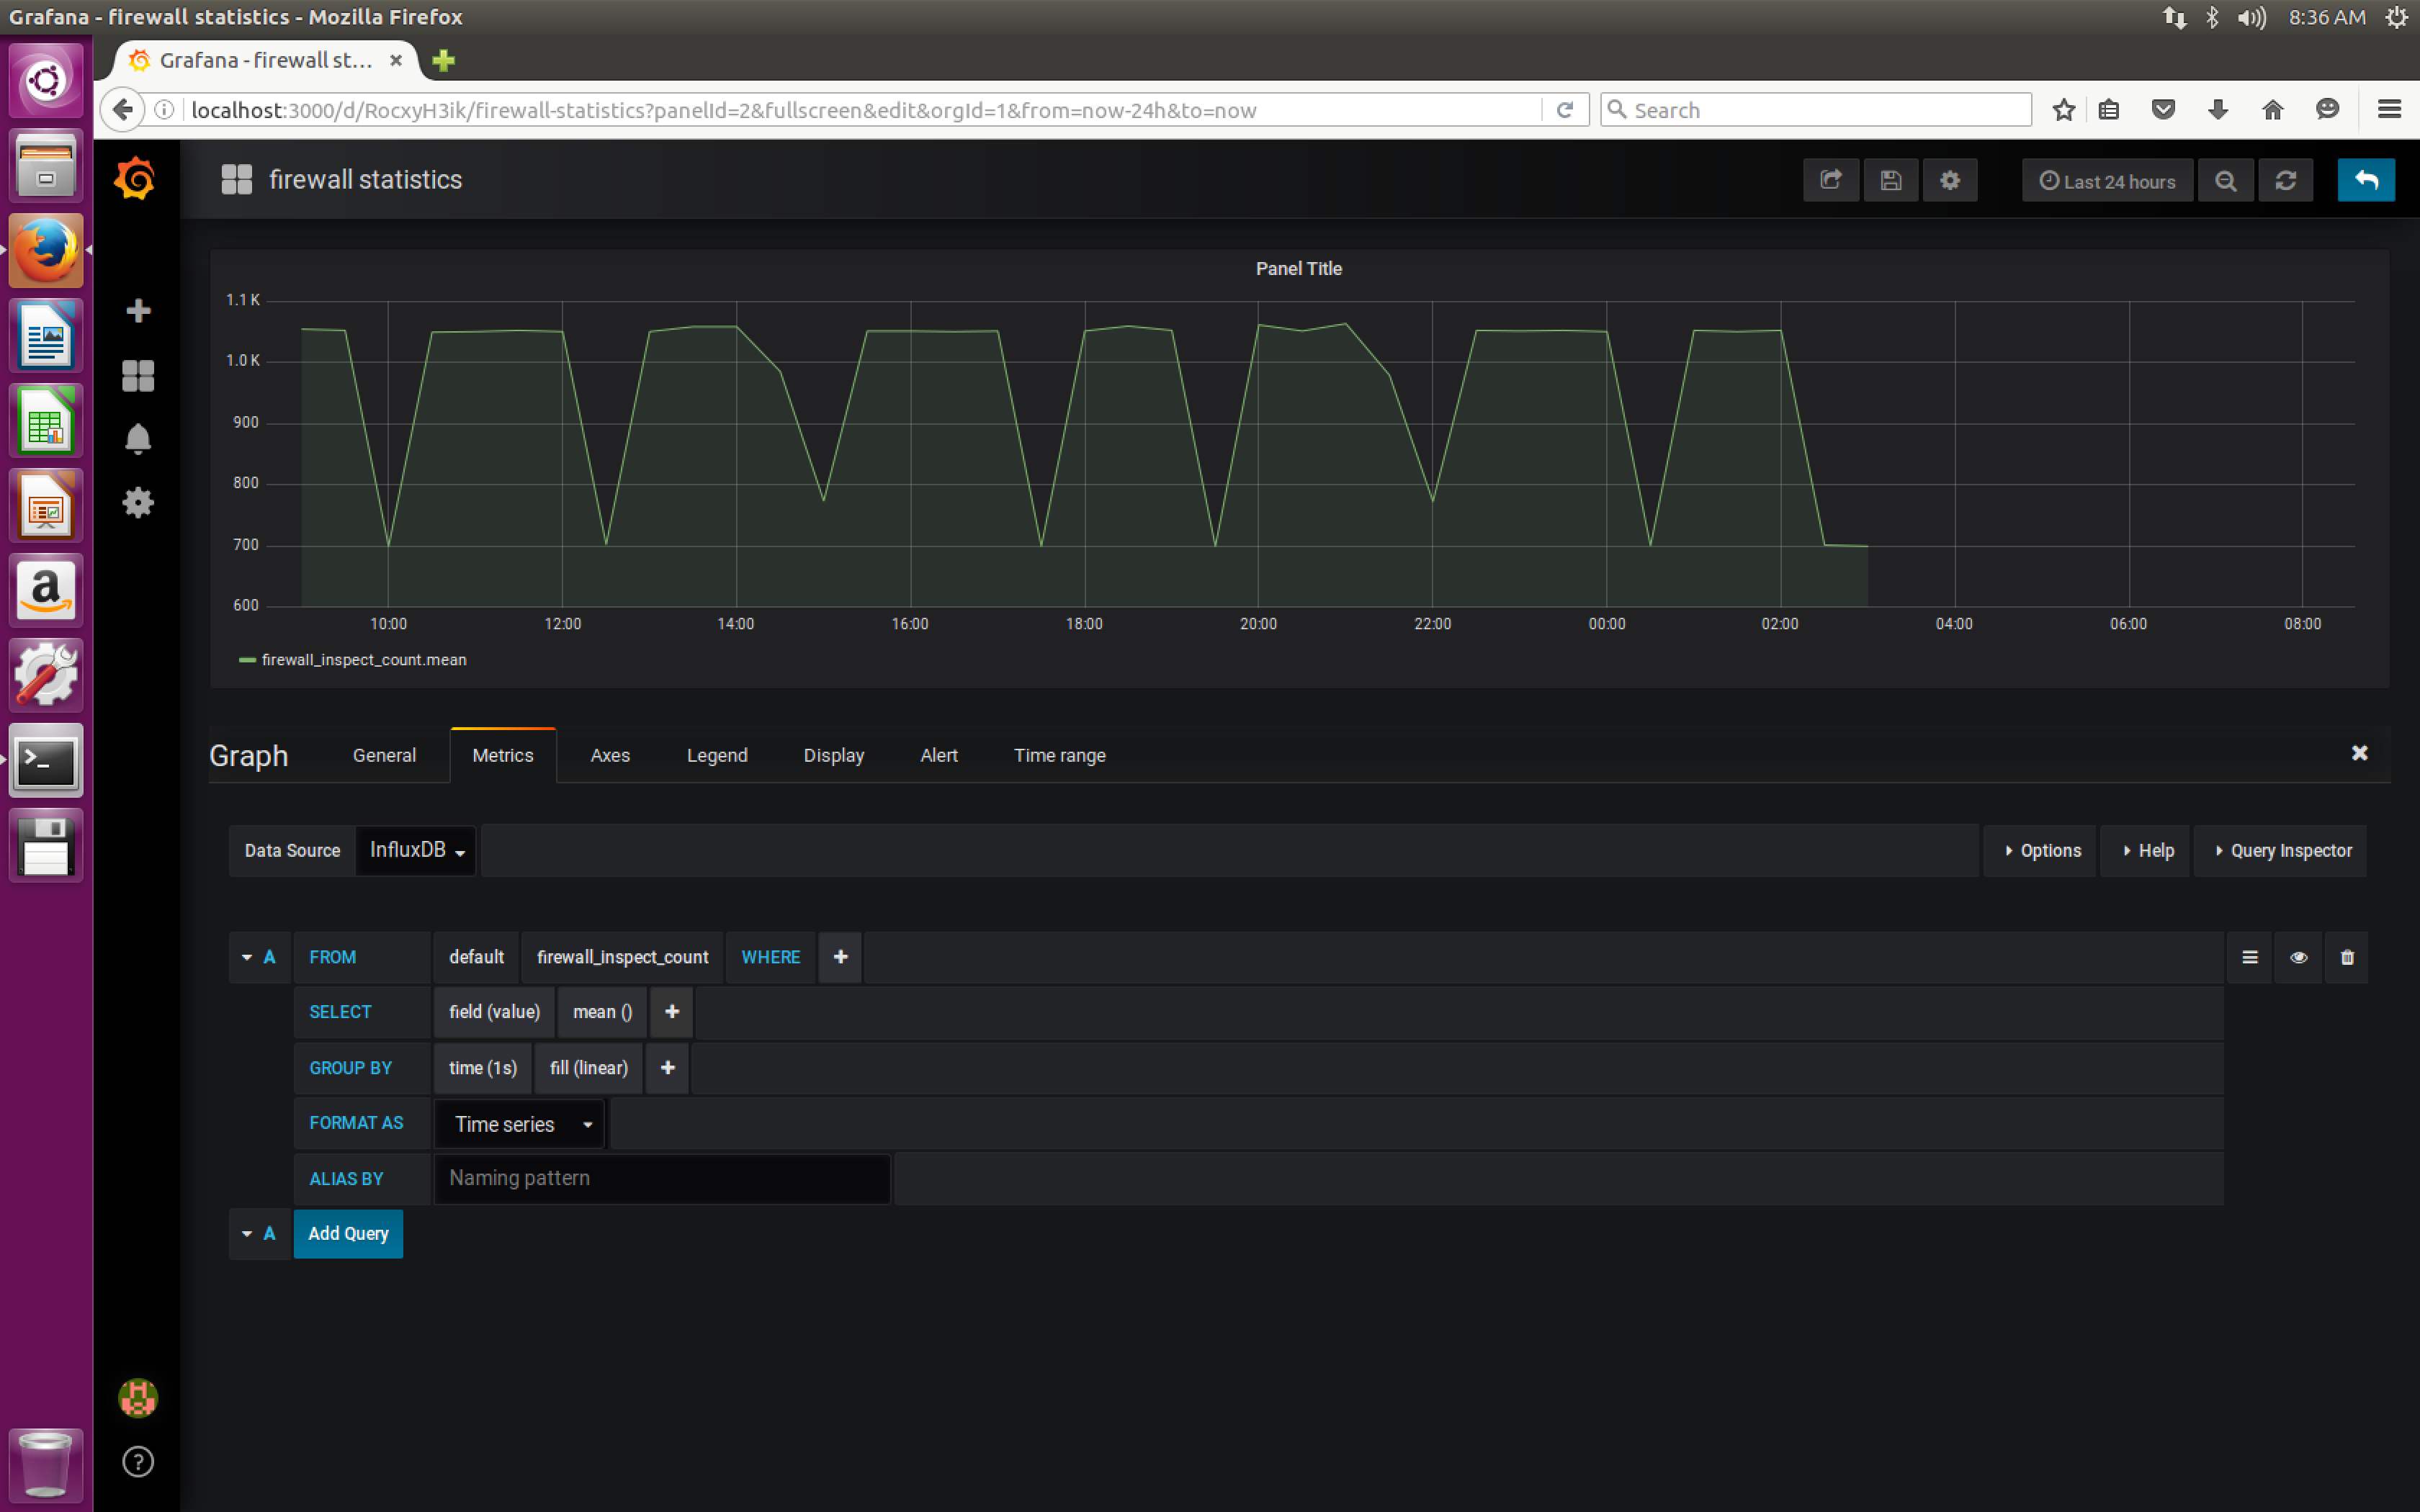 Grafana - firewall statistics - Mozilla Firefox
8:36 AM
Grafana - firewall st...
localhost:3000/d/RocxyH3ik/firewall-statistics?panelId=2&fullscreen&edit&orgId=1&from=now-24h&to=now
Search
firewall statistics
Last 24 hours
Panel Title
1.1 K
1.0 K
900
800
700
600
10:00 12:00 14:00 16:00 18:00 20:00 22:00 00:00 02:00 04:00 06:00 08:00
firewall_inspect_count.mean
Graph General Metrics Axes Legend Display Alert Time range
Data Source InfluxDB Options Help Query Inspector
A FROM default firewall_inspect_count WHERE +
SELECT field (value) mean () +
GROUP BY time (1s) fill (linear) +
FORMAT AS Time series
ALIAS BY Naming pattern
A Add Query